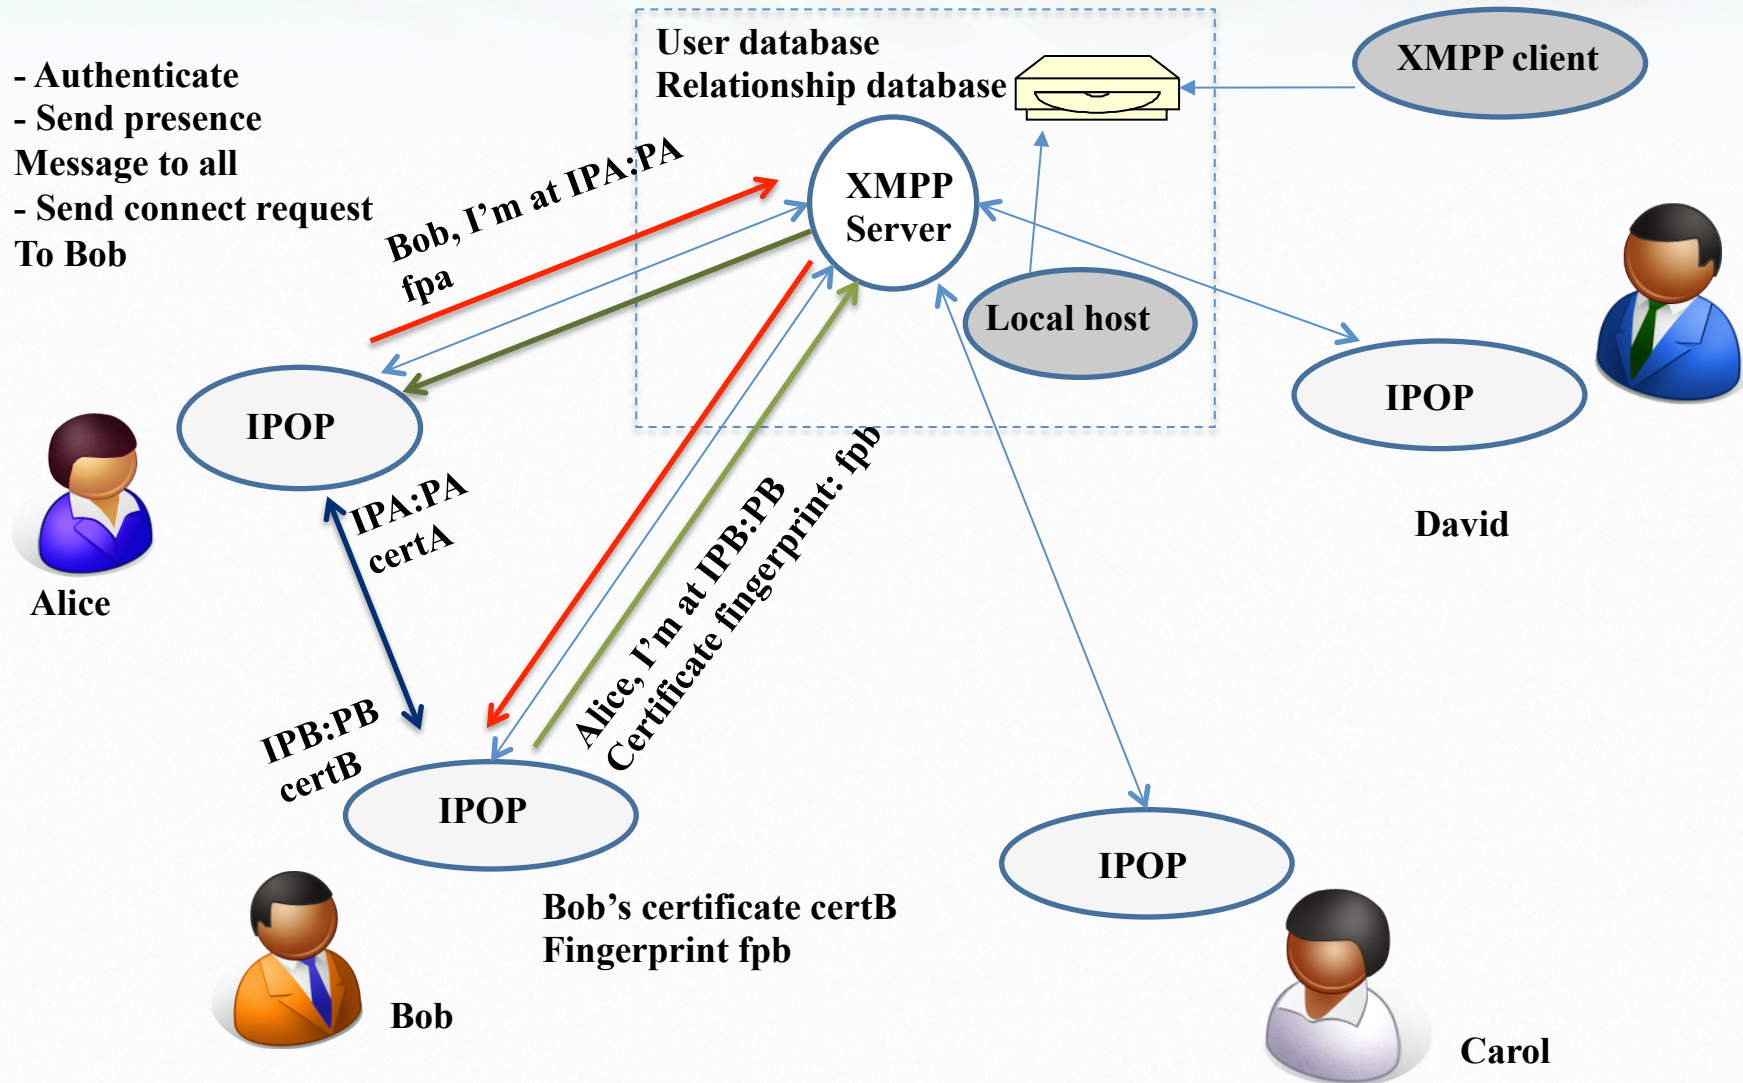 - Authenticate
- Send presence
Message to all
- Send connect request
To Bob
User database
Relationship database
XMPP client
XMPP
Server
Local host
Bob, I’m at IPA:PA
fpa
IPOP
Alice
IPA:PA
certA
IPB:PB
certB
Alice, I’m at IPB:PB
Certificate fingerprint: fpb
IPOP
Bob’s certificate certB
Fingerprint fpb
Bob
IPOP
David
IPOP
Carol